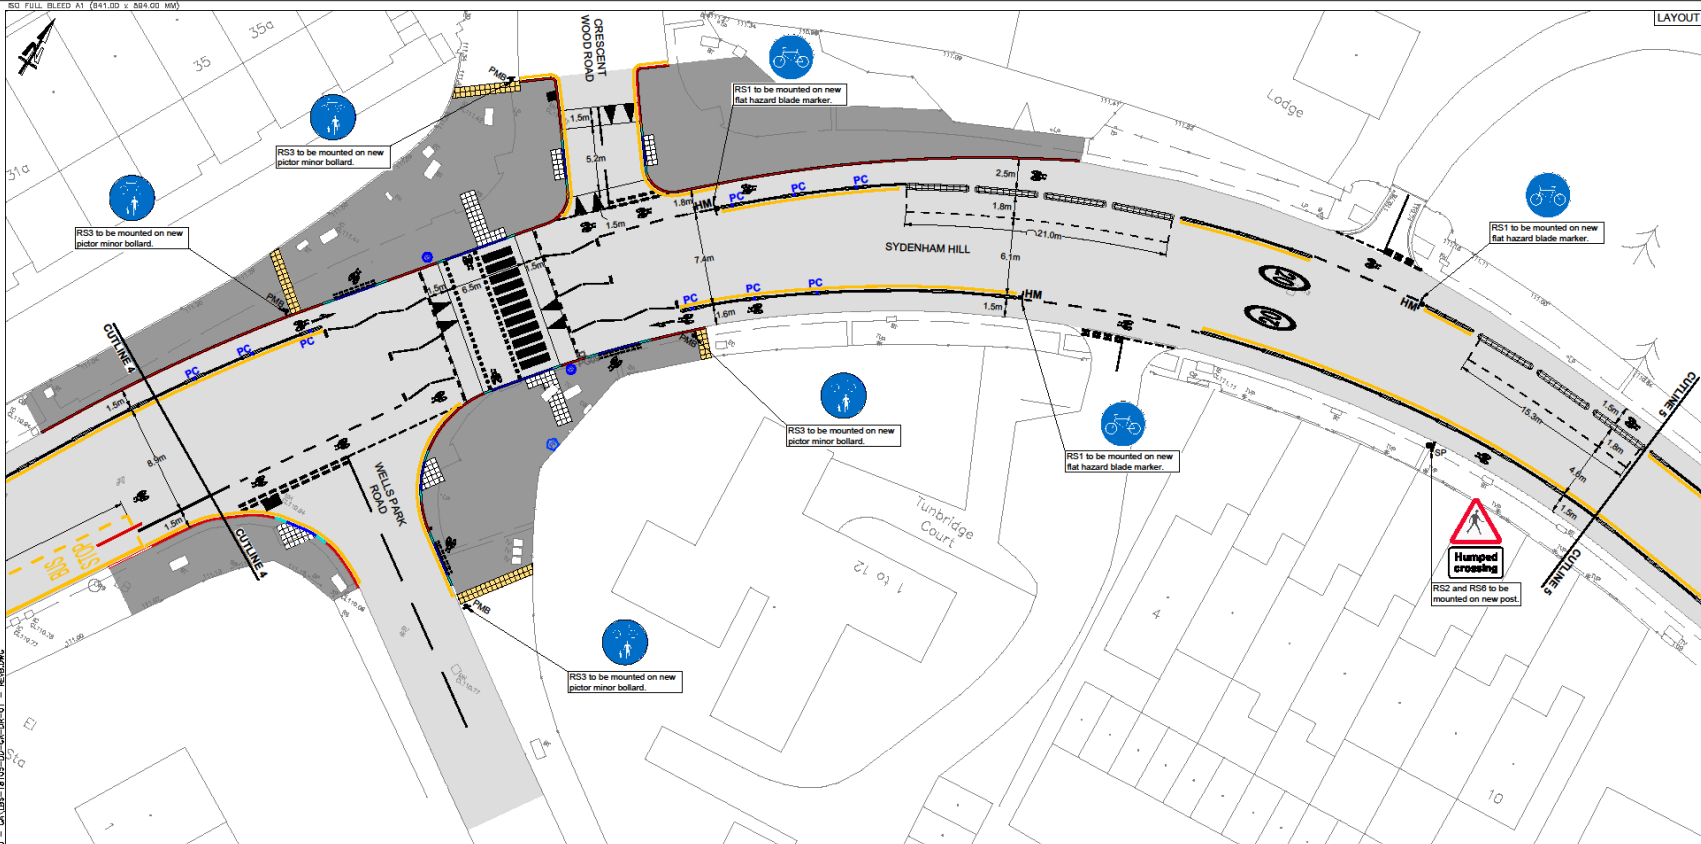 ISO FULL BLEED A1 (841.00 x 594.00 MM)
LAYOUT
CRESCENT
WOOD ROAD
35a
35
31a
PMB
RS3 to be mounted on new
pictor minor bollard.
RS3 to be mounted on new
pictor minor bollard.
RS1 to be mounted on new
flat hazard blade marker.
Lodge
RS1 to be mounted on new
flat hazard blade marker.
1.5m
5.2m
1.8m
HM
PC
PC
PC
2.5m
1.8m
21.0m
1.5m
SYDENHAM HILL
7.4m
6.1m
1.5m
1.5m
6.5m
PMB
PC
PC
PC
HM
1.6m
1.5m
20
20
HM
CUTLINE 4
PC
PC
PC
PMB
1.5m
8.9m
1.5m
CUTLINE 4
BUS
STOP
WELLS PARK
ROAD
RS3 to be mounted on new
pictor minor bollard.
RS1 to be mounted on new
flat hazard blade marker.
15.3m
1.5m
1.8m
4.6m
1.5m
CUTLINE 5
CUTLINE 5
SP
Humped
crossing
RS2 and RS6 to be
mounted on new post.
Tunbridge
Court
1 to 12
PMB
RS3 to be mounted on new
pictor minor bollard.
4
10
El
Sta
1